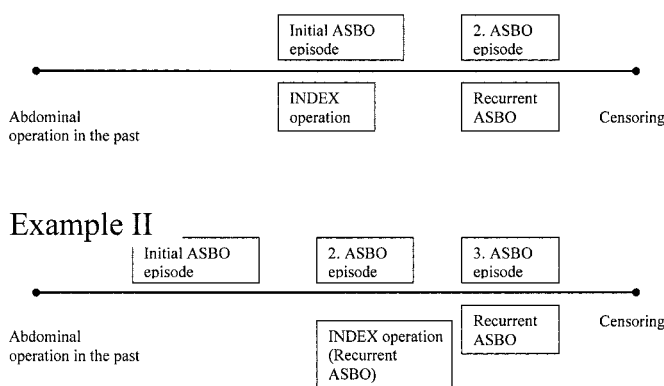 Initial ASBO
episode
2. ASBO
episode
INDEX
operation
Recurrent
ASBO
Abdominal
operation in the past
Censoring
Example II
Initial ASBO
episode
2. ASBO
episode
3. ASBO
episode
Abdominal
operation in the past
INDEX operation
(Recurrent
ASBO)
Recurrent
ASBO
Censoring